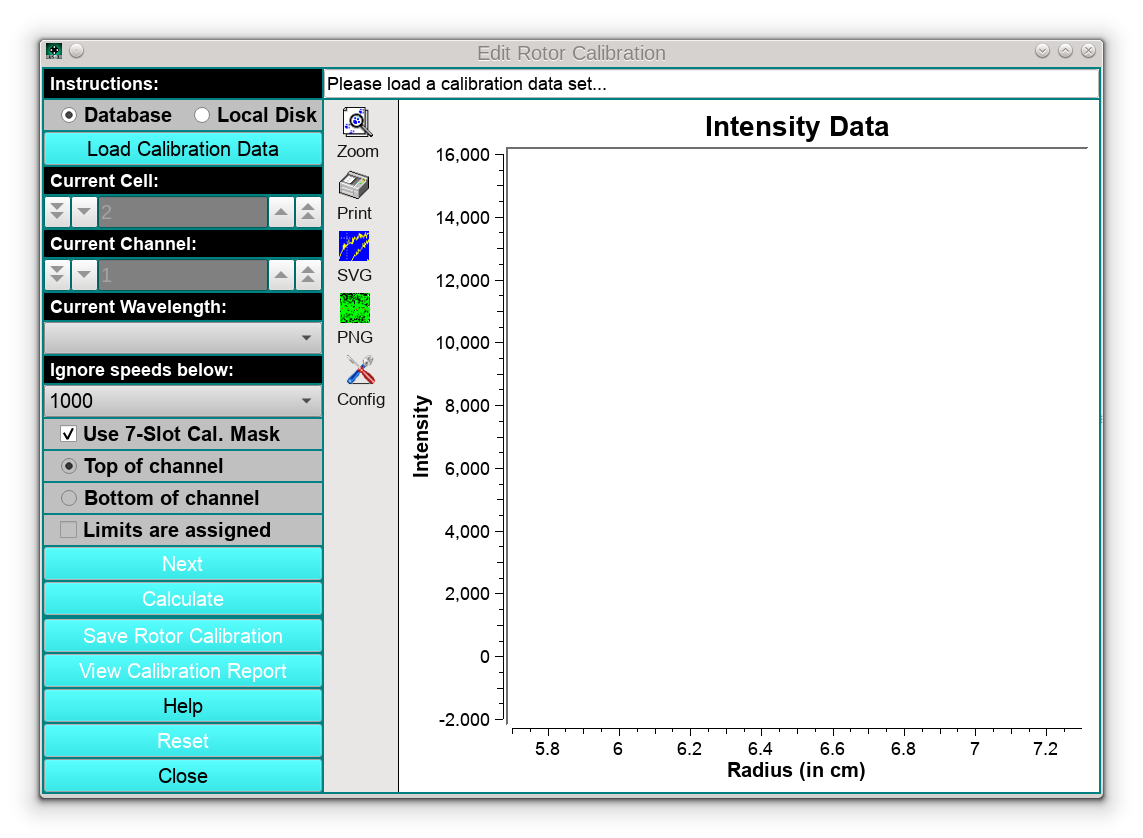 Edit Rotor Calibration
Instructions:
Please load a calibration data set...
Database Local Disk
Load Calibration Data
Current Cell:
2
Current Channel:
1
Current Wavelength:
Ignore speeds below:
1000
Use 7-Slot Cal. Mask
Top of channel
Bottom of channel
Limits are assigned
Next
Calculate
Save Rotor Calibration
View Calibration Report
Help
Reset
Close
Zoom
Print
SVG
PNG
Config
Intensity Data
Intensity
16,000
14,000
12,000
10,000
8,000
6,000
4,000
2,000
0
-2.000
5.8 6 6.2 6.4 6.6 6.8 7 7.2
Radius (in cm)